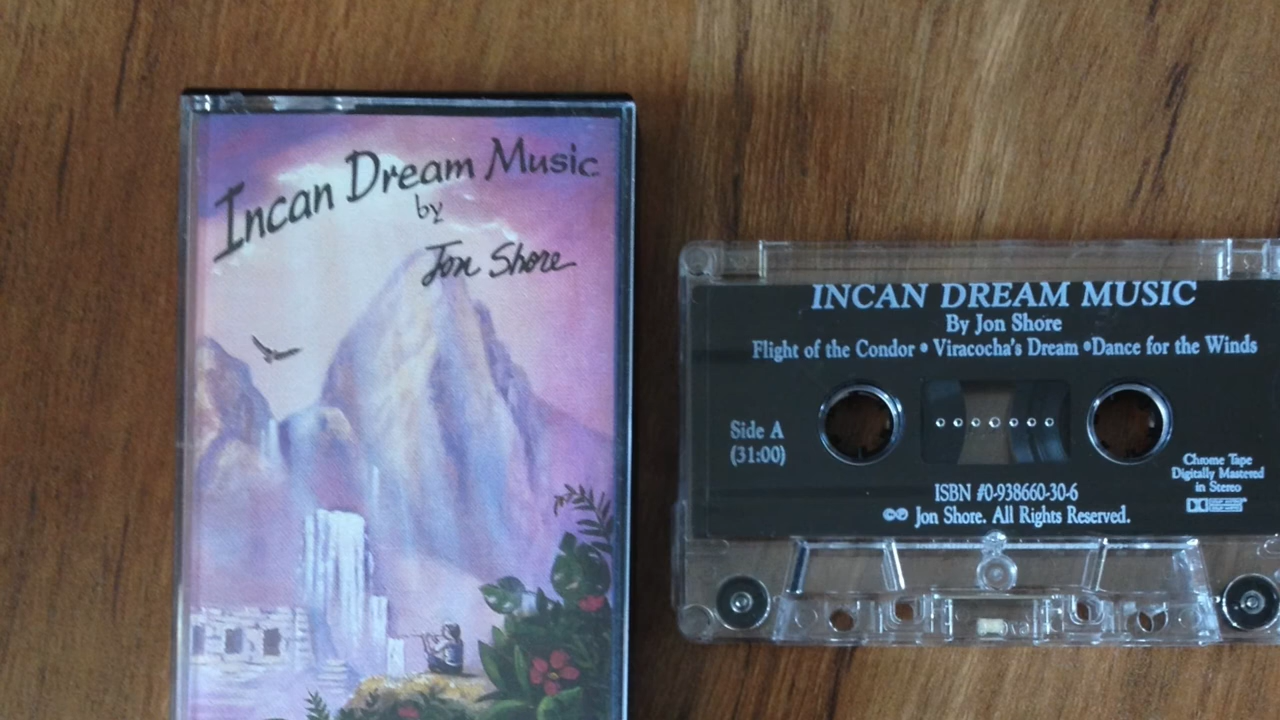 Incan Dream Music
by
Jon Shore
INCAN DREAM MUSIC
By Jon Shore
Flight of the Condor • Viracocha's Dream • Dance for the Winds
Side A
(31:00)
Chrome Tape
Digitally Mastered
in Stereo
ISBN #0-938660-30-6
©℗ Jon Shore. All Rights Reserved.